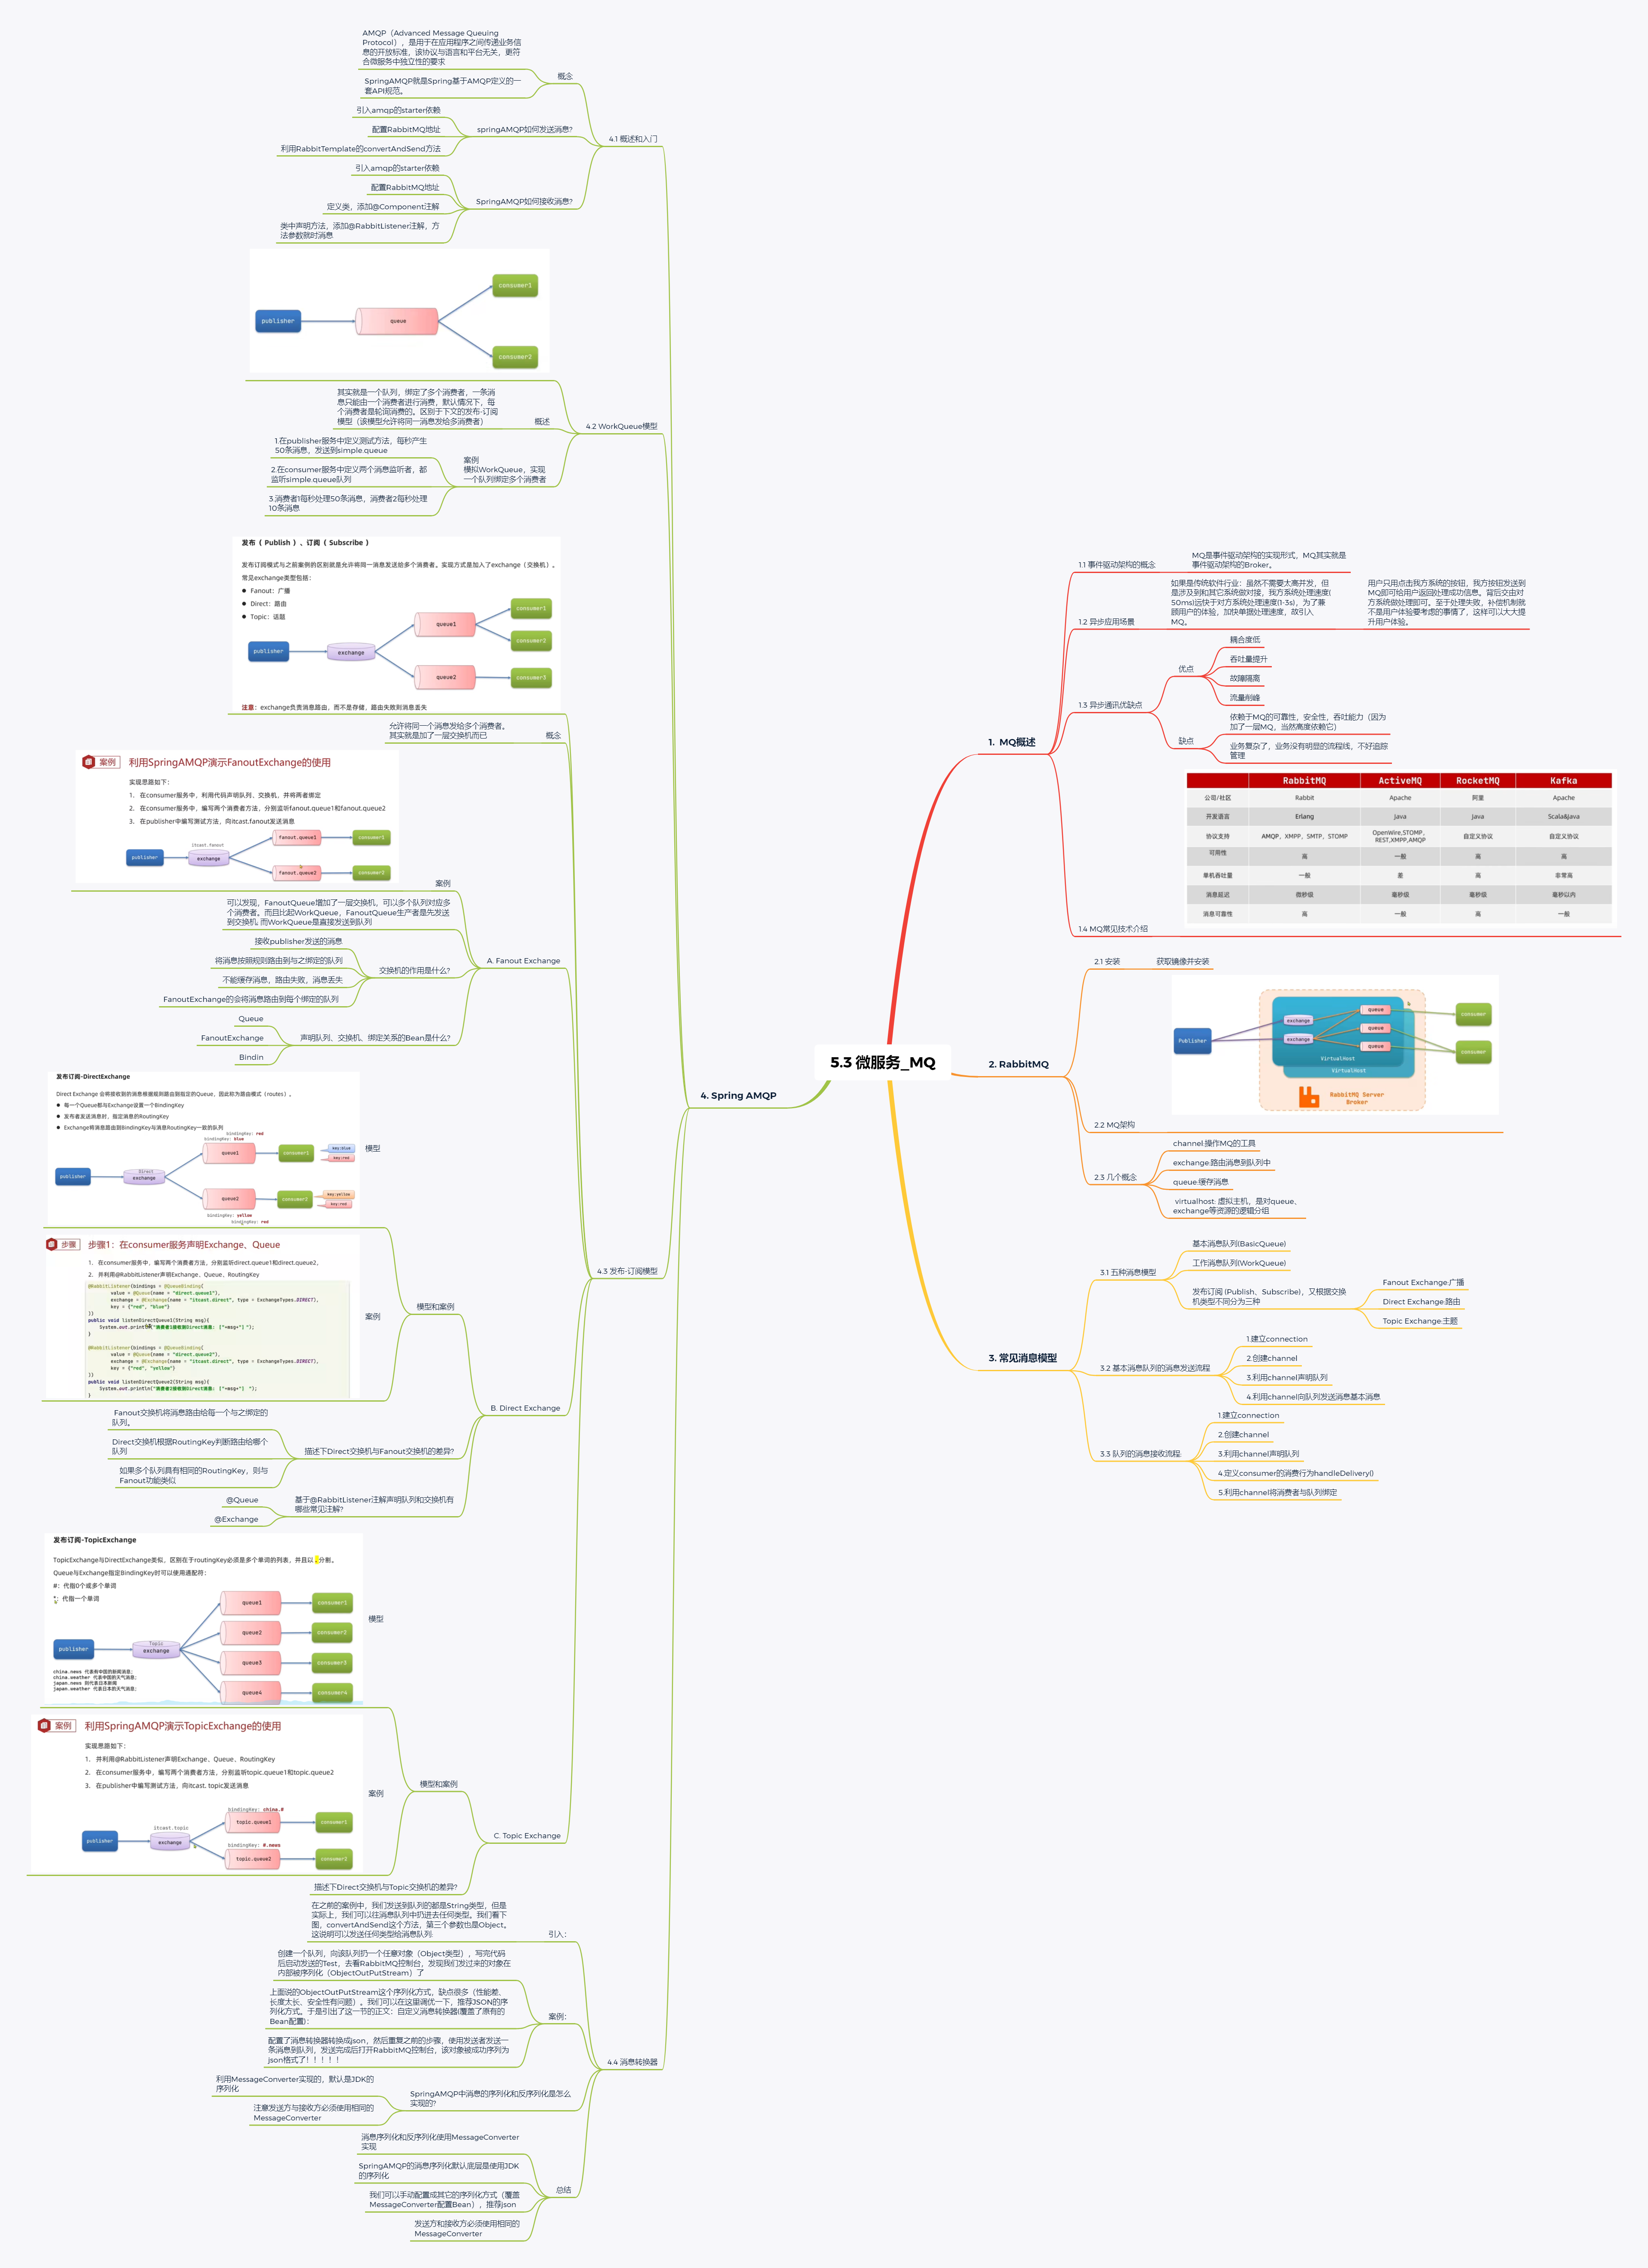 5.3 微服务_MQ
1. MQ概述
1.1 事件驱动架构的概念
MQ是事件驱动架构的实现形式，MQ其实就是
事件驱动架构的Broker。
1.2 异步应用场景
如果是传统软件行业：虽然不需要太高并发，但
是涉及到和其它系统做对接，我方系统处理速度(
50ms)远快于对方系统处理速度(1-3s)，为了兼
顾用户的体验，加快单据处理速度，故引入
MQ。
用户只用点击我方系统的按钮，我方按钮发送到
MQ即可给用户返回处理成功信息。背后交由对
方系统做处理即可。至于处理失败，补偿机制就
不是用户体验要考虑的事情了，这样可以大大提
升用户体验。
1.3 异步通讯优缺点
优点
耦合度低
吞吐量提升
故障隔离
流量削峰
缺点
依赖于MQ的可靠性，安全性，吞吐能力（因为
加了一层MQ，当然高度依赖它）
业务复杂了，业务没有明显的流程线，不好追踪
管理
1.4 MQ常见技术介绍
RabbitMQ ActiveMQ RocketMQ Kafka
公司/社区 Rabbit Apache 阿里 Apache
开发语言 Erlang Java Java Scala&Java
协议支持 AMQP，XMPP，SMTP，STOMP OpenWire,STOMP，REST,XMPP,AMQP 自定义协议 自定义协议
可用性 高 一般 高 高
单机吞吐量 一般 差 高 非常高
消息延迟 微秒级 毫秒级 毫秒级 毫秒以内
消息可靠性 高 一般 高 一般
2. RabbitMQ
2.1 安装
获取镜像并安装
2.2 MQ架构
Publisher
exchange
exchange
queue
queue
queue
VirtualHost
VirtualHost
RabbitMQ Server
Broker
consumer
consumer
2.3 几个概念
channel:操作MQ的工具
exchange:路由消息到队列中
queue:缓存消息
virtualhost: 虚拟主机，是对queue、
exchange等资源的逻辑分组
3. 常见消息模型
3.1 五种消息模型
基本消息队列(BasicQueue)
工作消息队列(WorkQueue)
发布订阅 (Publish、Subscribe)，又根据交换
机类型不同分为三种
Fanout Exchange:广播
Direct Exchange:路由
Topic Exchange:主题
3.2 基本消息队列的消息发送流程
1.建立connection
2.创建channel
3.利用channel声明队列
4.利用channel向队列发送消息基本消息
3.3 队列的消息接收流程:
1.建立connection
2.创建channel
3.利用channel声明队列
4.定义consumer的消费行为handleDelivery()
5.利用channel将消费者与队列绑定
4. Spring AMQP
4.1 概述和入门
概念
AMQP（Advanced Message Queuing
Protocol），是用于在应用程序之间传递业务信
息的开放标准，该协议与语言和平台无关，更符
合微服务中独立性的要求
SpringAMQP就是Spring基于AMQP定义的一
套API规范。
springAMQP如何发送消息?
引入amqp的starter依赖
配置RabbitMQ地址
利用RabbitTemplate的convertAndSend方法
SpringAMQP如何接收消息?
引入amqp的starter依赖
配置RabbitMQ地址
定义类，添加@Component注解
类中声明方法，添加@RabbitListener注解，方
法参数就时消息
4.2 WorkQueue模型
publisher
queue
consumer1
consumer2
概述
其实就是一个队列，绑定了多个消费者，一条消
息只能由一个消费者进行消费，默认情况下，每
个消费者是轮询消费的。区别于下文的发布-订阅
模型（该模型允许将同一消息发给多消费者）
案例
模拟WorkQueue，实现
一个队列绑定多个消费者
1.在publisher服务中定义测试方法，每秒产生
50条消息，发送到simple.queue
2.在consumer服务中定义两个消息监听者，都
监听simple.queue队列
3.消费者1每秒处理50条消息，消费者2每秒处理
10条消息
4.3 发布-订阅模型
发布（ Publish ）、订阅（ Subscribe ）
发布订阅模式与之前案例的区别就是允许将同一消息发送给多个消费者。实现方式是加入了exchange（交换机）。
常见exchange类型包括：
● Fanout：广播
● Direct：路由
● Topic：话题
publisher
exchange
queue1
queue2
consumer1
consumer2
consumer3
注意：exchange负责消息路由，而不是存储，路由失败则消息丢失
概念
允许将同一个消息发给多个消费者。
其实就是加了一层交换机而已
A. Fanout Exchange
案例
案例 利用SpringAMQP演示FanoutExchange的使用
实现思路如下：
1. 在consumer服务中，利用代码声明队列、交换机，并将两者绑定
2. 在consumer服务中，编写两个消费者方法，分别监听fanout.queue1和fanout.queue2
3. 在publisher中编写测试方法，向itcast.fanout发送消息
publisher
itcast.fanout
exchange
fanout.queue1
fanout.queue2
consumer1
consumer2
可以发现，FanoutQueue增加了一层交换机，可以多个队列对应多
个消费者。而且比起WorkQueue，FanoutQueue生产者是先发送
到交换机, 而WorkQueue是直接发送到队列
交换机的作用是什么?
接收publisher发送的消息
将消息按照规则路由到与之绑定的队列
不能缓存消息，路由失败，消息丢失
FanoutExchange的会将消息路由到每个绑定的队列
声明队列、交换机、绑定关系的Bean是什么?
Queue
FanoutExchange
Bindin
B. Direct Exchange
模型和案例
模型
发布订阅-DirectExchange
Direct Exchange 会将接收到的消息根据规则路由到指定的Queue，因此称为路由模式（routes）。
● 每一个Queue都与Exchange设置一个BindingKey
● 发布者发送消息时，指定消息的RoutingKey
● Exchange将消息路由到BindingKey与消息RoutingKey一致的队列
bindingKey: red
bindingKey: blue
publisher
Direct
exchange
queue1
queue2
consumer1
consumer2
key:blue
key:red
key:yellow
key:red
bindingKey: yellow
bindingKey: red
案例
步骤 步骤1：在consumer服务声明Exchange、Queue
1. 在consumer服务中，编写两个消费者方法，分别监听direct.queue1和direct.queue2，
2. 并利用@RabbitListener声明Exchange、Queue、RoutingKey
@RabbitListener(bindings = @QueueBinding(
value = @Queue(name = "direct.queue1"),
exchange = @Exchange(name = "itcast.direct", type = ExchangeTypes.DIRECT),
key = {"red", "blue"}
))
public void listenDirectQueue1(String msg){
System.out.println("消费者1接收到Direct消息：["+msg+"] ");
}
@RabbitListener(bindings = @QueueBinding(
value = @Queue(name = "direct.queue2"),
exchange = @Exchange(name = "itcast.direct", type = ExchangeTypes.DIRECT),
key = {"red", "yellow"}
))
public void listenDirectQueue2(String msg){
System.out.println("消费者2接收到Direct消息：["+msg+"] ");
}
描述下Direct交换机与Fanout交换机的差异?
Fanout交换机将消息路由给每一个与之绑定的
队列。
Direct交换机根据RoutingKey判断路由给哪个
队列
如果多个队列具有相同的RoutingKey，则与
Fanout功能类似
基于@RabbitListener注解声明队列和交换机有
哪些常见注解?
@Queue
@Exchange
C. Topic Exchange
模型和案例
模型
发布订阅-TopicExchange
TopicExchange与DirectExchange类似，区别在于routingKey必须是多个单词的列表，并且以 . 分割。
Queue与Exchange指定BindingKey时可以使用通配符：
#：代指0个或多个单词
*：代指一个单词
publisher
Topic
exchange
queue1
queue2
queue3
queue4
consumer1
consumer2
consumer3
consumer4
china.news 代表有中国的新闻消息；
china.weather 代表中国的天气消息；
japan.news 则代表日本新闻
japan.weather 代表日本的天气消息；
案例
案例 利用SpringAMQP演示TopicExchange的使用
实现思路如下：
1. 并利用@RabbitListener声明Exchange、Queue、RoutingKey
2. 在consumer服务中，编写两个消费者方法，分别监听topic.queue1和topic.queue2
3. 在publisher中编写测试方法，向itcast. topic发送消息
publisher
itcast.topic
exchange
bindingKey: china.#
topic.queue1
bindingKey: #.news
topic.queue2
consumer1
consumer2
描述下Direct交换机与Topic交换机的差异?
4.4 消息转换器
引入：
在之前的案例中，我们发送到队列的都是String类型，但是
实际上，我们可以往消息队列中扔进去任何类型。我们看下
图，convertAndSend这个方法，第三个参数也是Object。
这说明可以发送任何类型给消息队列:
案例：
创建一个队列，向该队列扔一个任意对象（Object类型），写完代码
后启动发送的Test，去看RabbitMQ控制台，发现我们发过来的对象在
内部被序列化（ObjectOutPutStream）了
上面说的ObjectOutPutStream这个序列化方式，缺点很多（性能差、
长度太长、安全性有问题）。我们可以在这里调优一下，推荐JSON的序
列化方式。于是引出了这一节的正文：自定义消息转换器(覆盖了原有的
Bean配置)：
配置了消息转换器转换成json，然后重复之前的步骤，使用发送者发送一
条消息到队列，发送完成后打开RabbitMQ控制台，该对象被成功序列为
json格式了！！！！！
SpringAMQP中消息的序列化和反序列化是怎么
实现的?
利用MessageConverter实现的，默认是JDK的
序列化
注意发送方与接收方必须使用相同的
MessageConverter
总结
消息序列化和反序列化使用MessageConverter
实现
SpringAMQP的消息序列化默认底层是使用JDK
的序列化
我们可以手动配置成其它的序列化方式（覆盖
MessageConverter配置Bean），推荐json
发送方和接收方必须使用相同的
MessageConverter